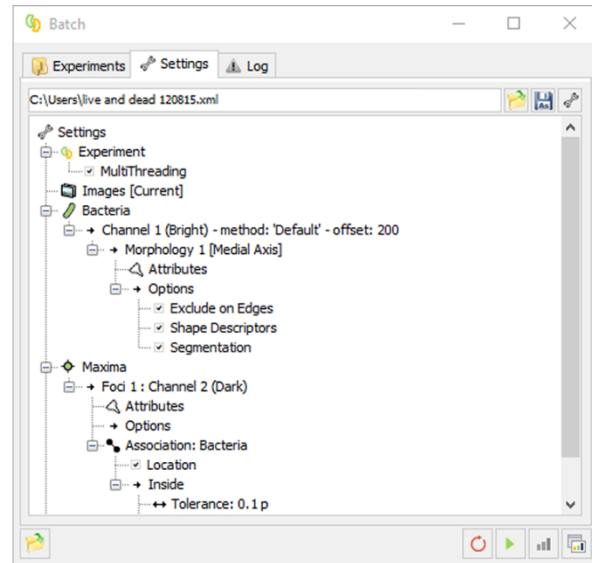 Batch
Experiments Settings Log
C:\Users\live and dead 120815.xml
Settings
Experiment
MultiThreading
Images [Current]
Bacteria
Channel 1 (Bright) - method: 'Default' - offset: 200
Morphology 1 [Medial Axis]
Attributes
Options
Exclude on Edges
Shape Descriptors
Segmentation
Maxima
Foci 1 : Channel 2 (Dark)
Attributes
Options
Association: Bacteria
Location
Inside
Tolerance: 0.1 p